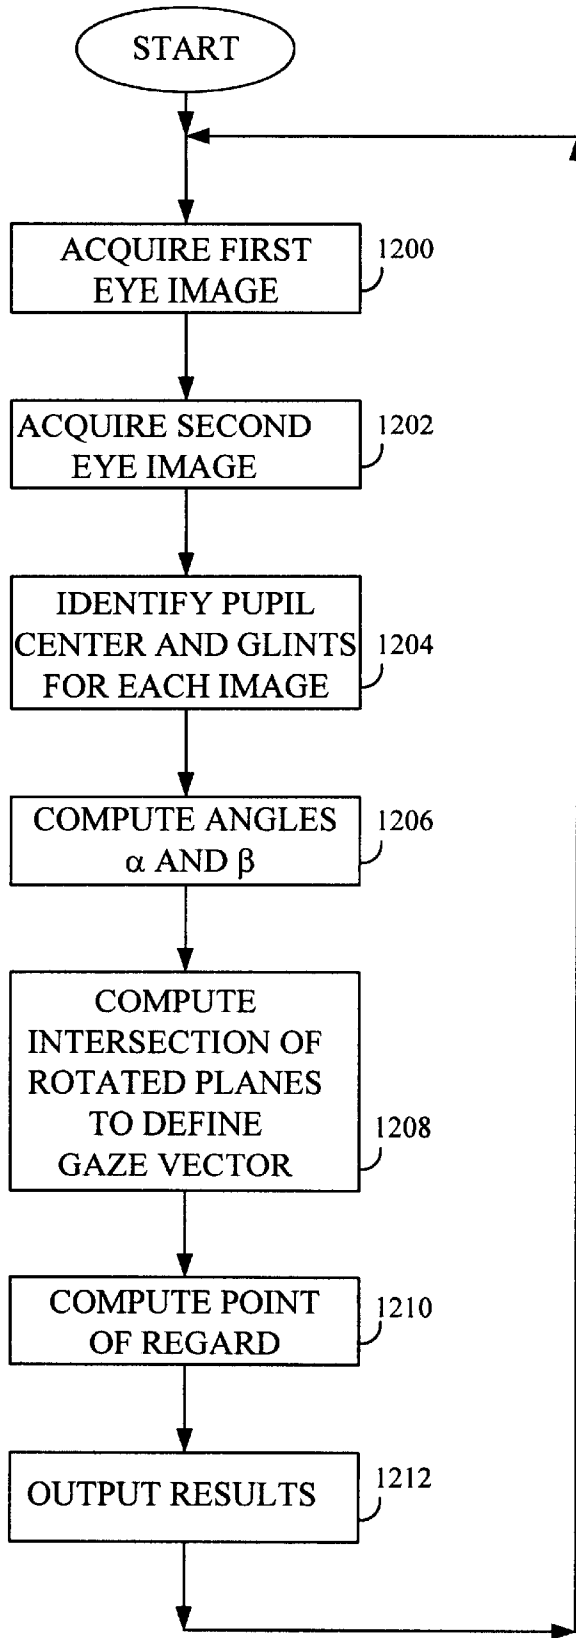 START
ACQUIRE FIRST
EYE IMAGE
1200
ACQUIRE SECOND
EYE IMAGE
1202
IDENTIFY PUPIL
CENTER AND GLINTS
FOR EACH IMAGE
1204
COMPUTE ANGLES
α AND β
1206
COMPUTE
INTERSECTION OF
ROTATED PLANES
TO DEFINE
GAZE VECTOR
1208
COMPUTE POINT
OF REGARD
1210
OUTPUT RESULTS
1212